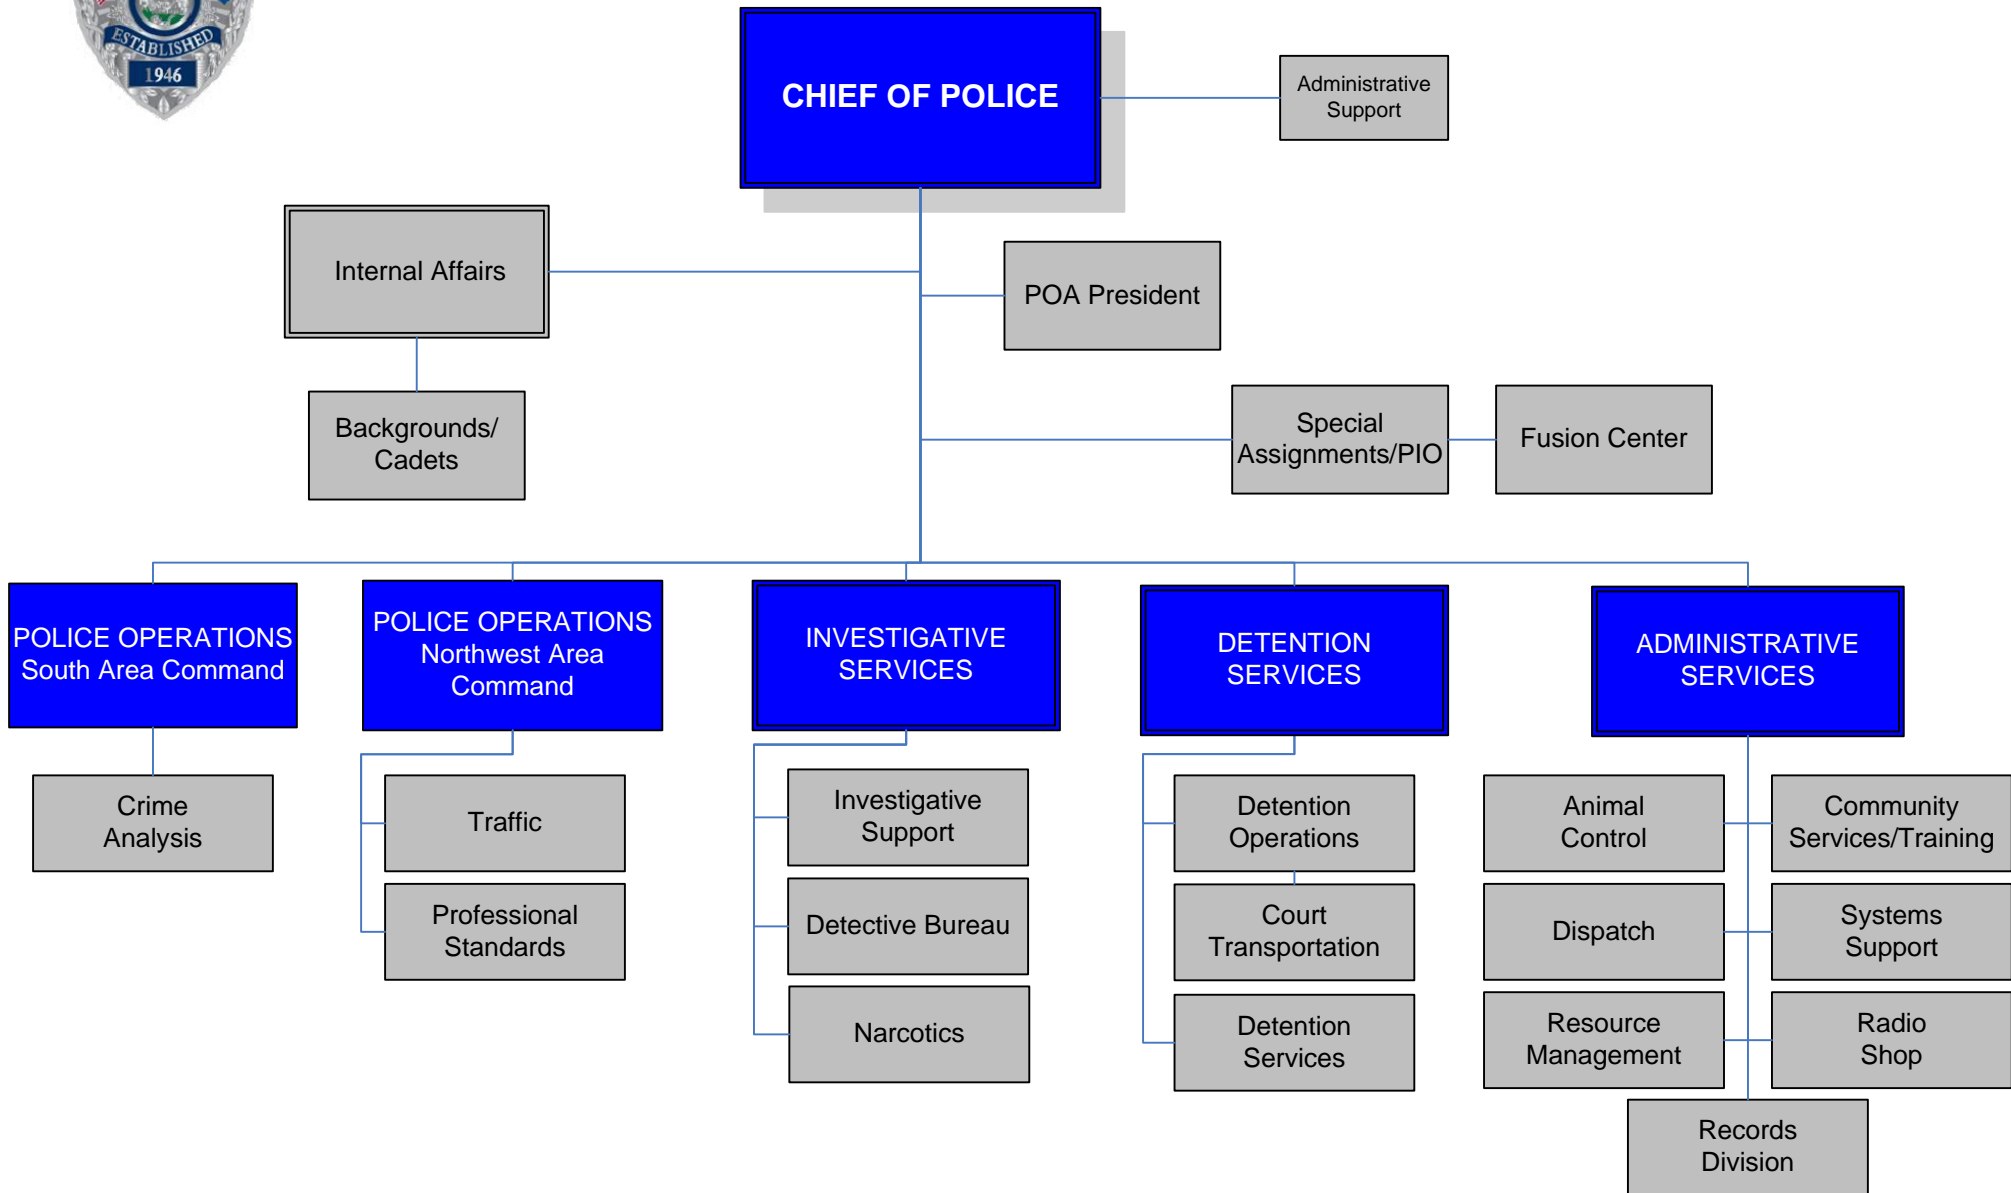 ESTABLISHED
1946
CHIEF OF POLICE
Administrative
Support
Internal Affairs
POA President
Backgrounds/
Cadets
Special
Assignments/PIO
Fusion Center
POLICE OPERATIONS
South Area Command
POLICE OPERATIONS
Northwest Area
Command
INVESTIGATIVE
SERVICES
DETENTION
SERVICES
ADMINISTRATIVE
SERVICES
Crime
Analysis
Traffic
Professional
Standards
Investigative
Support
Detective Bureau
Narcotics
Detention
Operations
Court
Transportation
Detention
Services
Animal
Control
Community
Services/Training
Dispatch
Systems
Support
Resource
Management
Radio
Shop
Records
Division